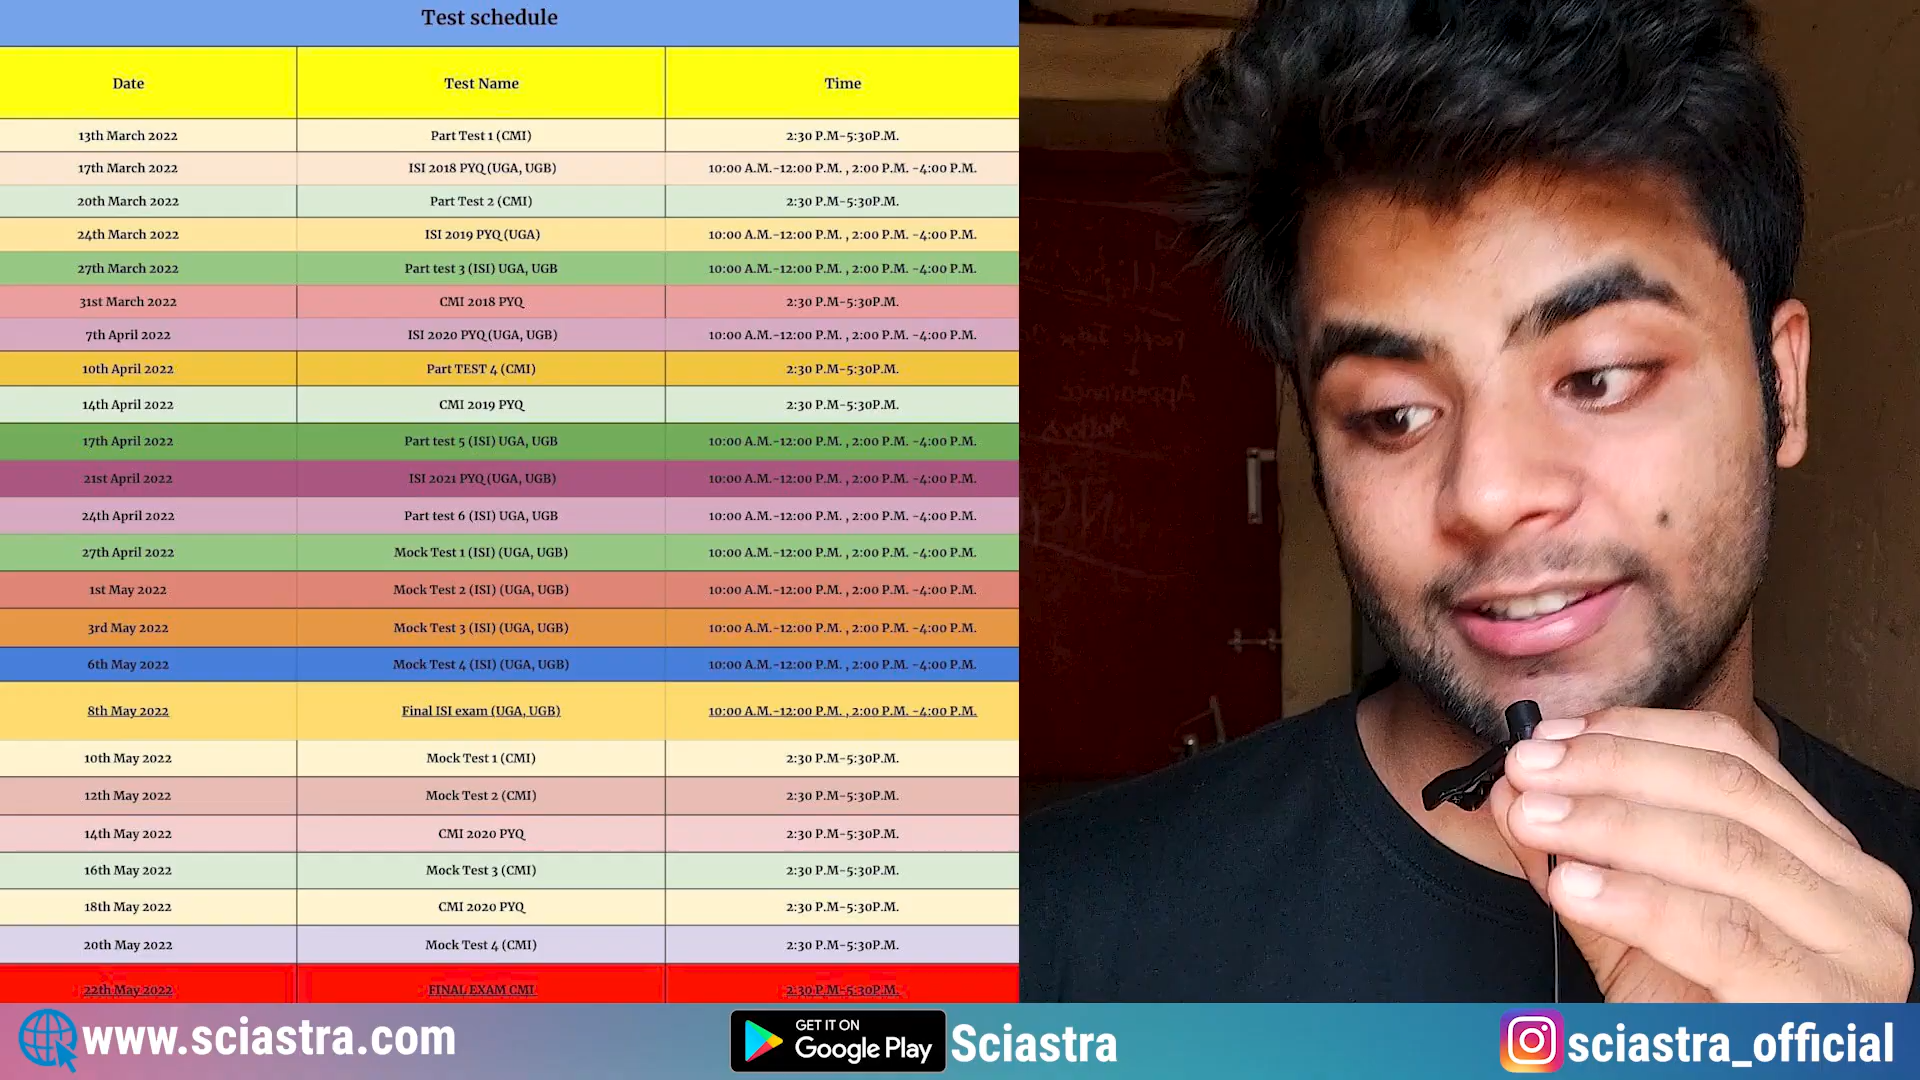 Test schedule
Date Test Name Time
13th March 2022 Part Test 1 (CMI) 2:30 P.M-5:30P.M.
17th March 2022 ISI 2018 PYQ (UGA, UGB) 10:00 A.M.-12:00 P.M. , 2:00 P.M. -4:00 P.M.
20th March 2022 Part Test 2 (CMI) 2:30 P.M-5:30P.M.
24th March 2022 ISI 2019 PYQ (UGA) 10:00 A.M.-12:00 P.M. , 2:00 P.M. -4:00 P.M.
27th March 2022 Part test 3 (ISI) UGA, UGB 10:00 A.M.-12:00 P.M. , 2:00 P.M. -4:00 P.M.
31st March 2022 CMI 2018 PYQ 2:30 P.M-5:30P.M.
7th April 2022 ISI 2020 PYQ (UGA, UGB) 10:00 A.M.-12:00 P.M. , 2:00 P.M. -4:00 P.M.
10th April 2022 Part TEST 4 (CMI) 2:30 P.M-5:30P.M.
14th April 2022 CMI 2019 PYQ 2:30 P.M-5:30P.M.
17th April 2022 Part test 5 (ISI) UGA, UGB 10:00 A.M.-12:00 P.M. , 2:00 P.M. -4:00 P.M.
21st April 2022 ISI 2021 PYQ (UGA, UGB) 10:00 A.M.-12:00 P.M. , 2:00 P.M. -4:00 P.M.
24th April 2022 Part test 6 (ISI) UGA, UGB 10:00 A.M.-12:00 P.M. , 2:00 P.M. -4:00 P.M.
27th April 2022 Mock Test 1 (ISI) (UGA, UGB) 10:00 A.M.-12:00 P.M. , 2:00 P.M. -4:00 P.M.
1st May 2022 Mock Test 2 (ISI) (UGA, UGB) 10:00 A.M.-12:00 P.M. , 2:00 P.M. -4:00 P.M.
3rd May 2022 Mock Test 3 (ISI) (UGA, UGB) 10:00 A.M.-12:00 P.M. , 2:00 P.M. -4:00 P.M.
6th May 2022 Mock Test 4 (ISI) (UGA, UGB) 10:00 A.M.-12:00 P.M. , 2:00 P.M. -4:00 P.M.
8th May 2022 Final ISI exam (UGA, UGB) 10:00 A.M.-12:00 P.M. , 2:00 P.M. -4:00 P.M.
10th May 2022 Mock Test 1 (CMI) 2:30 P.M-5:30P.M.
12th May 2022 Mock Test 2 (CMI) 2:30 P.M-5:30P.M.
14th May 2022 CMI 2020 PYQ 2:30 P.M-5:30P.M.
16th May 2022 Mock Test 3 (CMI) 2:30 P.M-5:30P.M.
18th May 2022 CMI 2020 PYQ 2:30 P.M-5:30P.M.
20th May 2022 Mock Test 4 (CMI) 2:30 P.M-5:30P.M.
22th May 2022 FINAL EXAM CMI 2:30 P.M-5:30P.M.
www.sciastra.com
GET IT ON
Google Play
Sciastra
sciastra_official